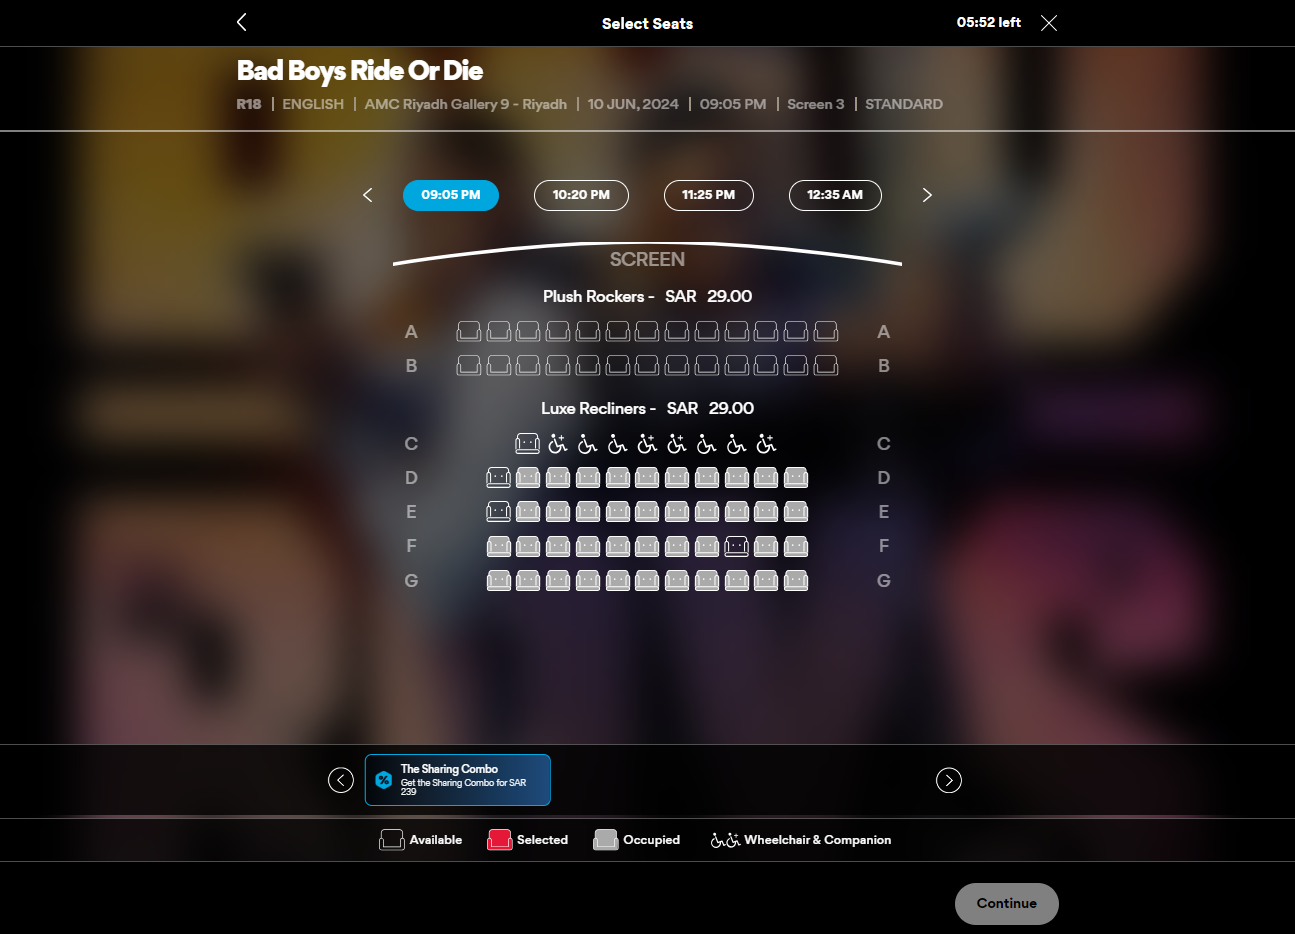 Select Seats
05:52 left
Bad Boys Ride Or Die
R18 | ENGLISH | AMC Riyadh Gallery 9 - Riyadh | 10 JUN, 2024 | 09:05 PM | Screen 3 | STANDARD
09:05 PM 10:20 PM 11:25 PM 12:35 AM
SCREEN
Plush Rockers - SAR 29.00
A A
B B
Luxe Recliners - SAR 29.00
C C
D D
E E
F F
G G
The Sharing Combo
Get the Sharing Combo for SAR
239
Available Selected Occupied Wheelchair & Companion
Continue